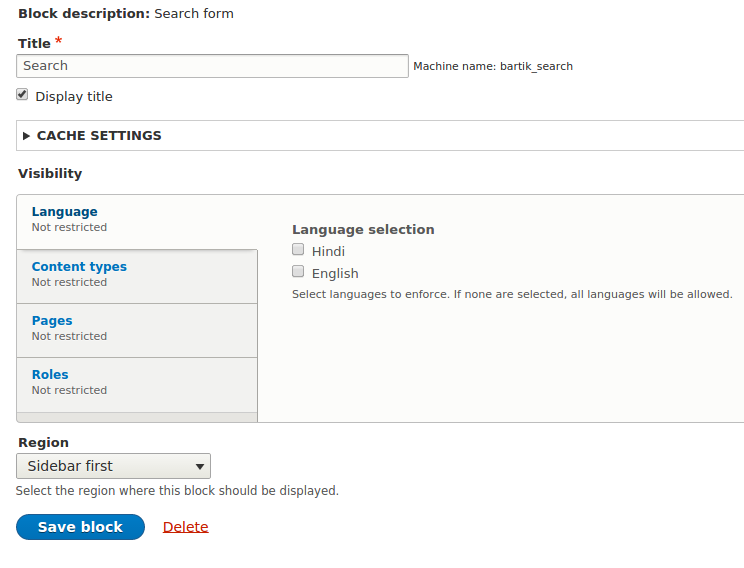 Block description: Search form
Title *
Search Machine name: bartik_search
Display title
CACHE SETTINGS
Visibility
Language
Not restricted
Language selection
Hindi
English
Select languages to enforce. If none are selected, all languages will be allowed.
Content types
Not restricted
Pages
Not restricted
Roles
Not restricted
Region
Sidebar first
Select the region where this block should be displayed.
Save block Delete